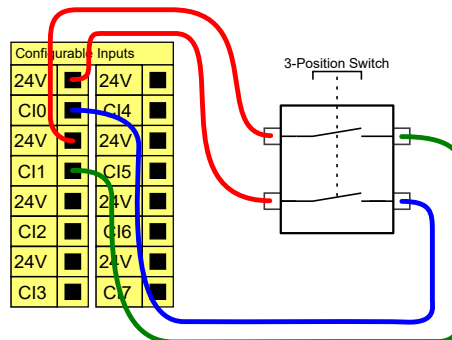 3-Position Switch
Configurable Inputs
24V 24V
CI0 CI4
24V 24V
CI1 CI5
24V 24V
CI2 CI6
24V 24V
CI3 CI7